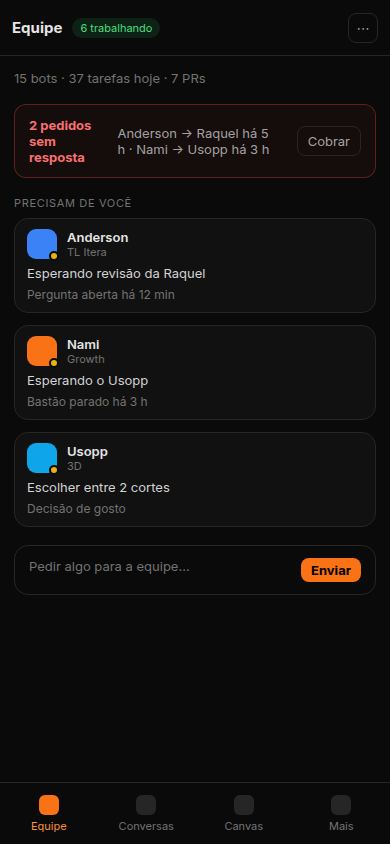 Equipe
6 trabalhando
...
15 bots · 37 tarefas hoje · 7 PRs
2 pedidos
sem
resposta
Anderson → Raquel há 5
h · Nami → Usopp há 3 h
Cobrar
PRECISAM DE VOCÊ
Anderson
TL Itera
Esperando revisão da Raquel
Pergunta aberta há 12 min
Nami
Growth
Esperando o Usopp
Bastão parado há 3 h
Usopp
3D
Escolher entre 2 cortes
Decisão de gosto
Pedir algo para a equipe...
Enviar
Equipe
Conversas
Canvas
Mais